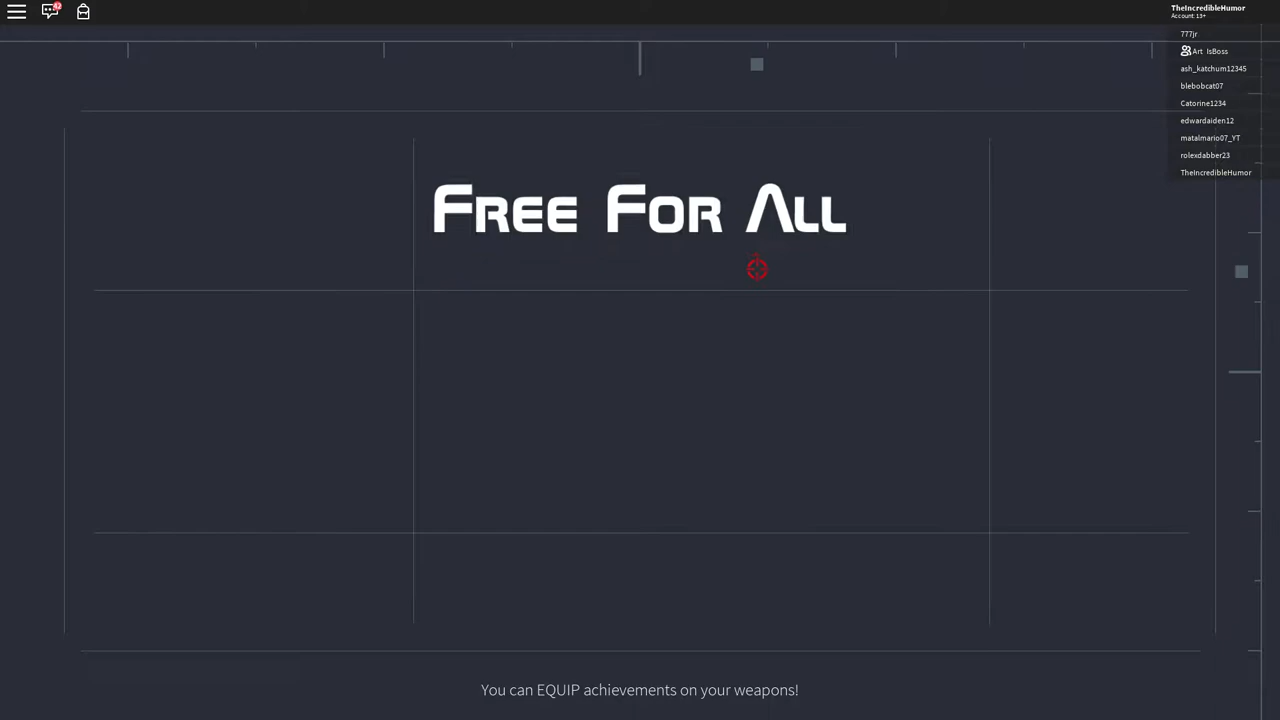 42
TheIncredibleHumor
Account: 13+
777jr
Art_IsBoss
ash_katchum12345
blebobcat07
Catorine1234
edwardaiden12
matalmario07_YT
rolexdabber23
TheIncredibleHumor
Free For All
You can EQUIP achievements on your weapons!